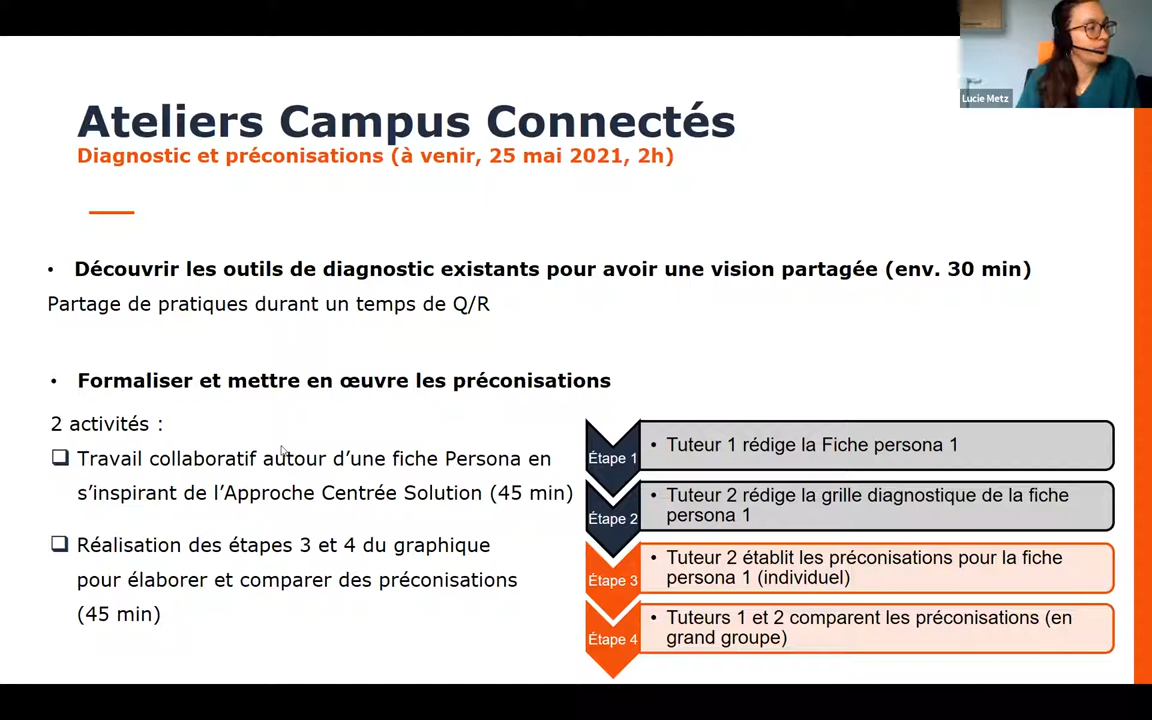 Lucie Metz
Ateliers Campus Connectés
Diagnostic et préconisations (à venir, 25 mai 2021, 2h)
• Découvrir les outils de diagnostic existants pour avoir une vision partagée (env. 30 min)
Partage de pratiques durant un temps de Q/R
• Formaliser et mettre en œuvre les préconisations
2 activités :
❑ Travail collaboratif autour d’une fiche Persona en
s’inspirant de l’Approche Centrée Solution (45 min)
❑ Réalisation des étapes 3 et 4 du graphique
pour élaborer et comparer des préconisations
(45 min)
Étape 1
• Tuteur 1 rédige la Fiche persona 1
Étape 2
• Tuteur 2 rédige la grille diagnostique de la fiche
persona 1
Étape 3
• Tuteur 2 établit les préconisations pour la fiche
persona 1 (individuel)
Étape 4
• Tuteurs 1 et 2 comparent les préconisations (en
grand groupe)